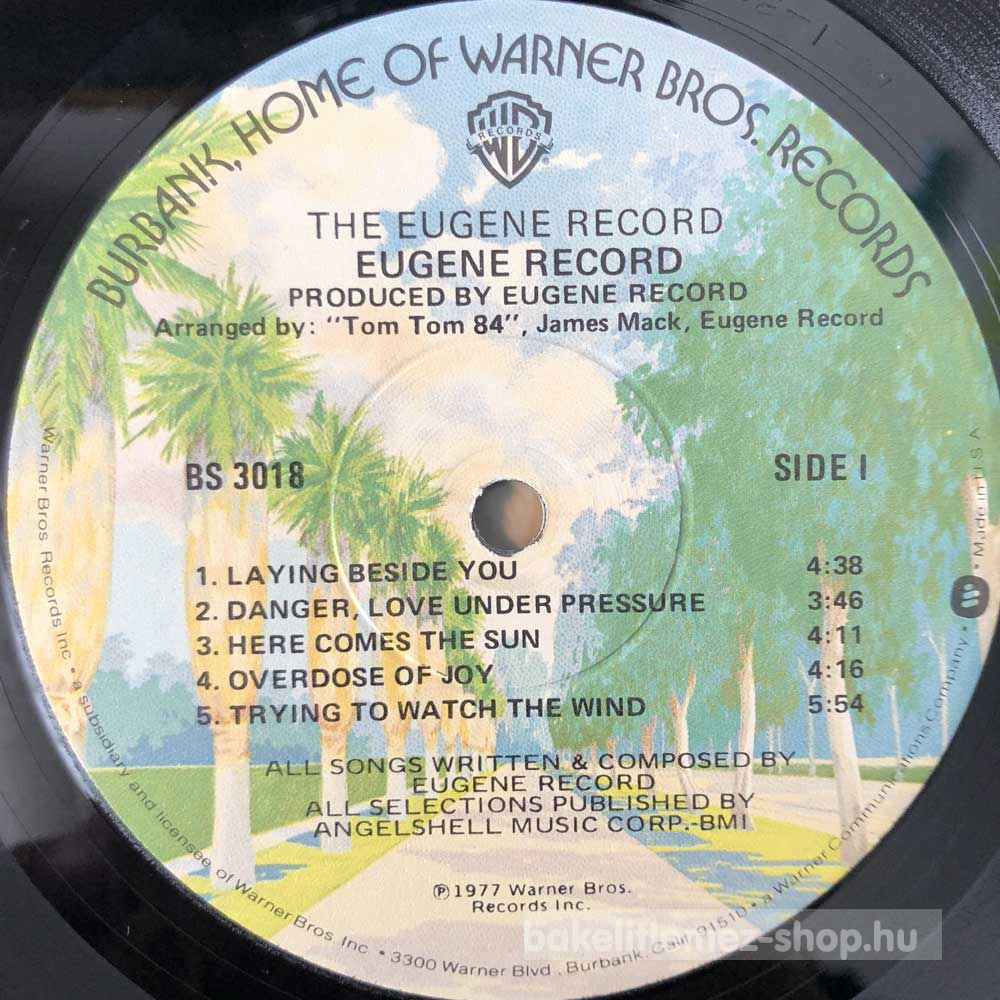 BURBANK, HOME OF WARNER BROS. RECORDS
RECORDS
THE EUGENE RECORD
EUGENE RECORD
PRODUCED BY EUGENE RECORD
Arranged by: "Tom Tom 84", James Mack, Eugene Record
BS 3018
SIDE I
1. LAYING BESIDE YOU 4:38
2. DANGER, LOVE UNDER PRESSURE 3:46
3. HERE COMES THE SUN 4:11
4. OVERDOSE OF JOY 4:16
5. TRYING TO WATCH THE WIND 5:54
ALL SONGS WRITTEN & COMPOSED BY
EUGENE RECORD
ALL SELECTIONS PUBLISHED BY
ANGELSHELL MUSIC CORP.-BMI
℗1977 Warner Bros.
Records Inc.
Warner Bros. Records Inc. • a subsidiary and licensee of Warner Bros. Inc. • 3300 Warner Blvd., Burbank, Calif. 91510 • a Warner Communications Company • Made in U S A
bakelitlemez-shop.hu